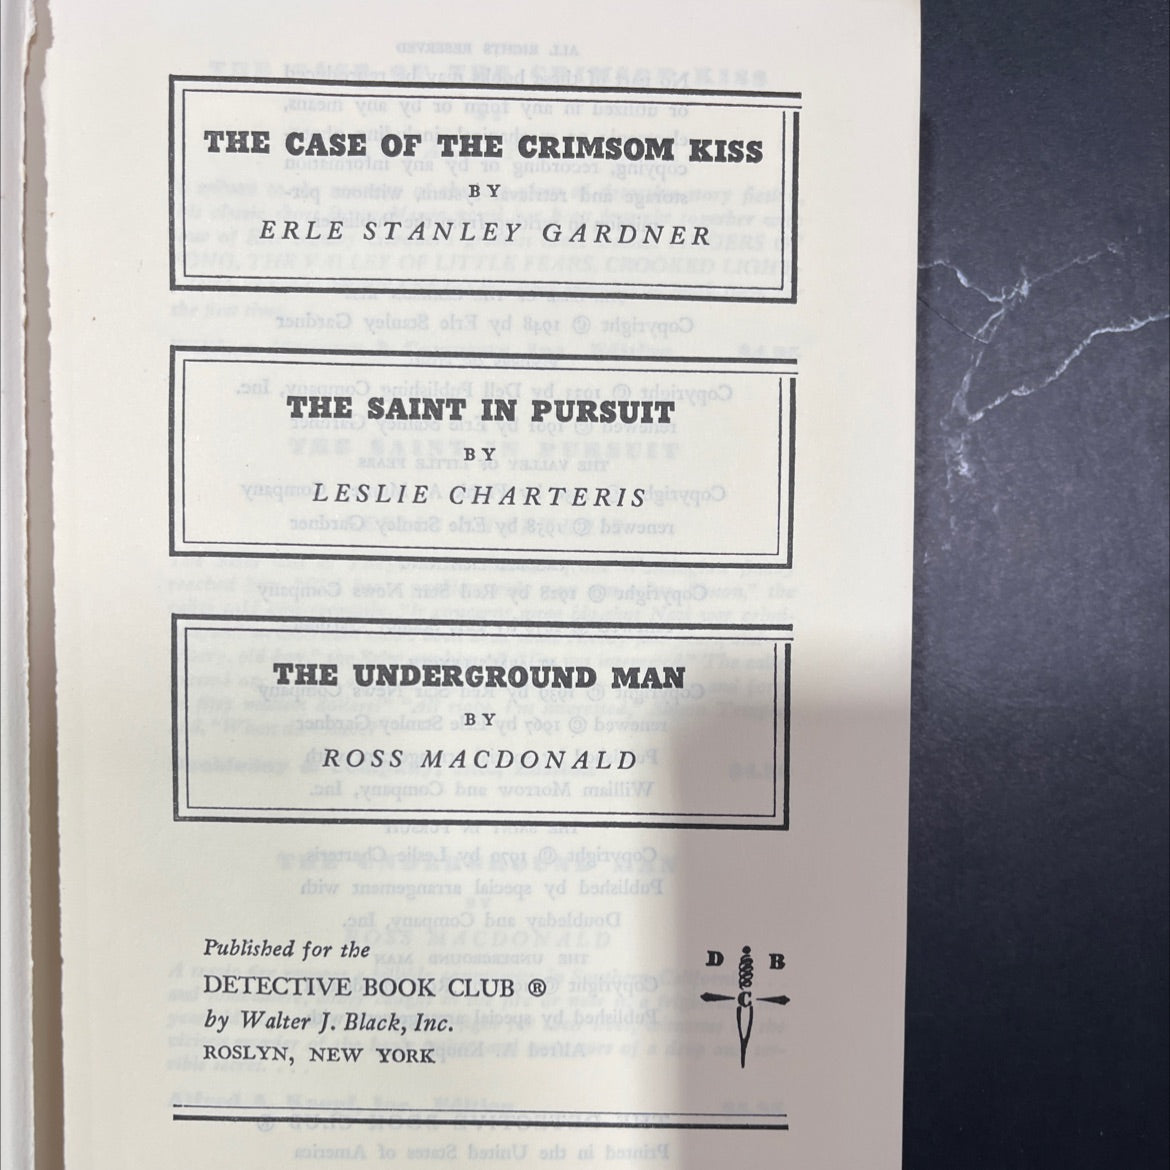 THE CASE OF THE CRIMSOM KISS
BY
ERLE STANLEY GARDNER
THE SAINT IN PURSUIT
BY
LESLIE CHARTERIS
THE UNDERGROUND MAN
BY
ROSS MACDONALD
Published for the
DETECTIVE BOOK CLUB ®
by Walter J. Black, Inc.
ROSLYN, NEW YORK
D B
C